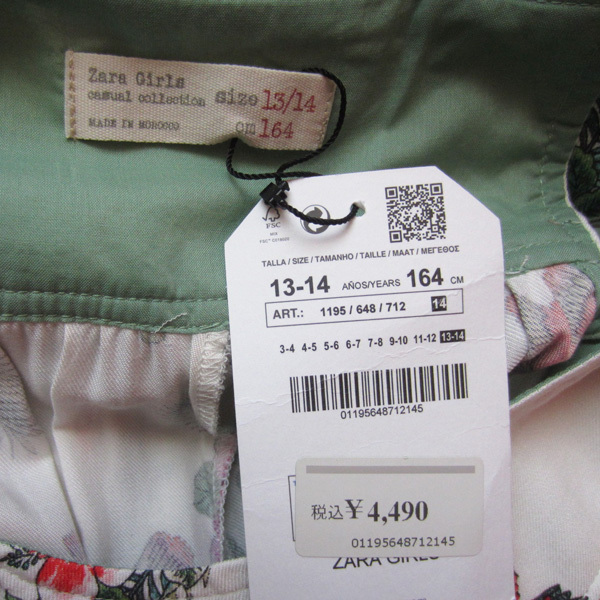 Zara Girls
casual collection size 13/14
MADE IN MOROCCO cm 164
FSC
TALLA / SIZE / TAMANHO / TAILLE / MAAT / ΜΕΓΕΘΟΣ
13-14 AÑOS/YEARS 164 CM
ART.: 1195 / 648 / 712 14
3-4 4-5 5-6 6-7 7-8 9-10 11-12 13-14
01195648712145
税込¥4,490
01195648712145
ZARA GIRLS